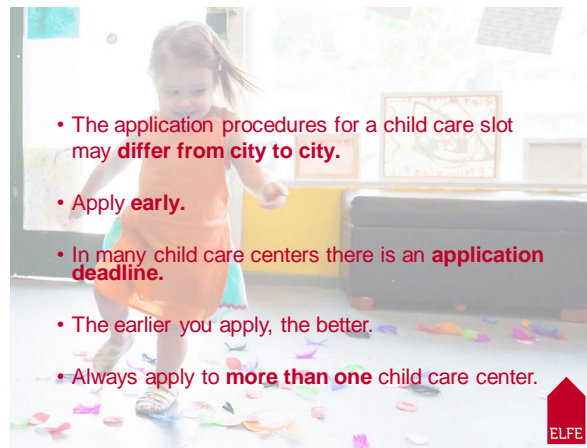 • The application procedures for a child care slot
may differ from city to city.
• Apply early.
• In many child care centers there is an application
deadline.
• The earlier you apply, the better.
• Always apply to more than one child care center.
ELFE